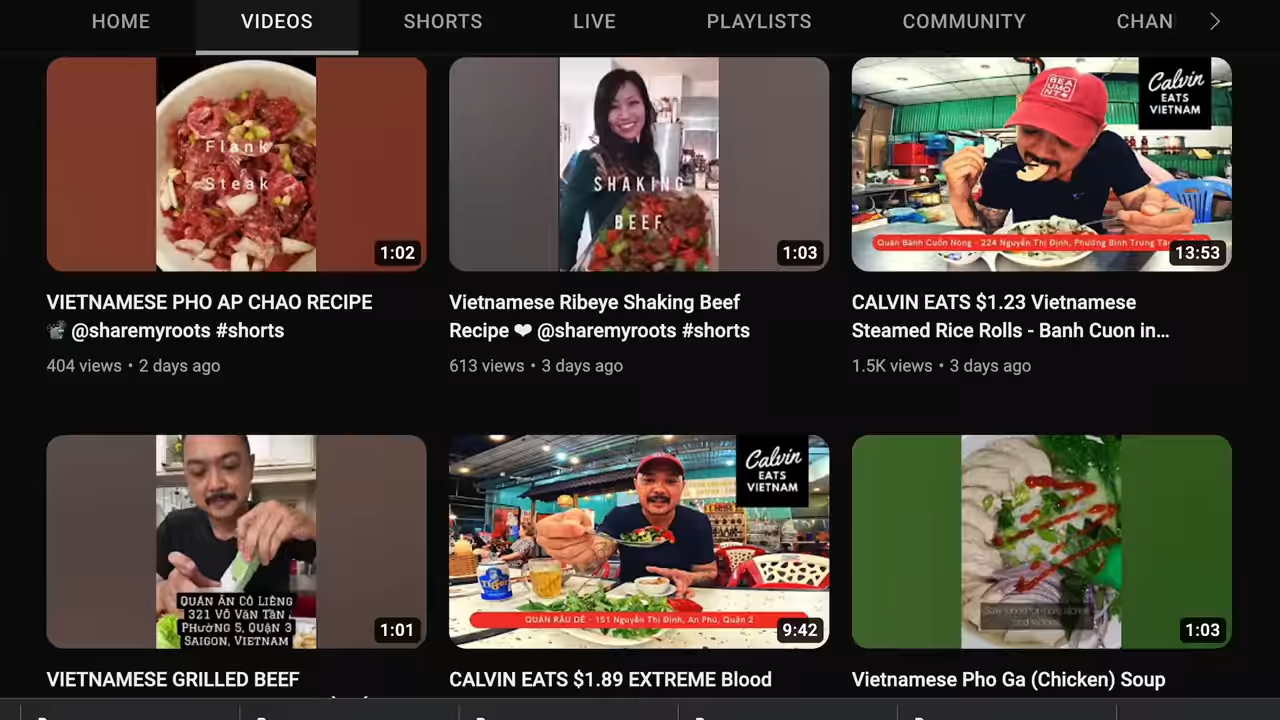 HOME VIDEOS SHORTS LIVE PLAYLISTS COMMUNITY CHAN
Flank
Steak
1:02
SHAKING
BEEF
1:03
BEA
UMO
NT
Calvin
EATS
VIETNAM
Quán Bánh Cuốn Nóng - 224 Nguyễn Thị Định, Phường Bình Trưng Tây
13:53
VIETNAMESE PHO AP CHAO RECIPE
📽 @sharemyroots #shorts
404 views • 2 days ago
Vietnamese Ribeye Shaking Beef
Recipe ❤ @sharemyroots #shorts
613 views • 3 days ago
CALVIN EATS $1.23 Vietnamese
Steamed Rice Rolls - Banh Cuon in…
1.5K views • 3 days ago
QUÁN ĂN CÔ LIÊNG
321 VÕ VĂN TẦN
PHƯỜNG 5, QUẬN 3
SAIGON, VIETNAM
1:01
Calvin
EATS
VIETNAM
Tiger
QUÁN RÂU DÊ - 151 Nguyễn Thị Định, An Phú, Quận 2
9:42
1:03
VIETNAMESE GRILLED BEEF
CALVIN EATS $1.89 EXTREME Blood
Vietnamese Pho Ga (Chicken) Soup